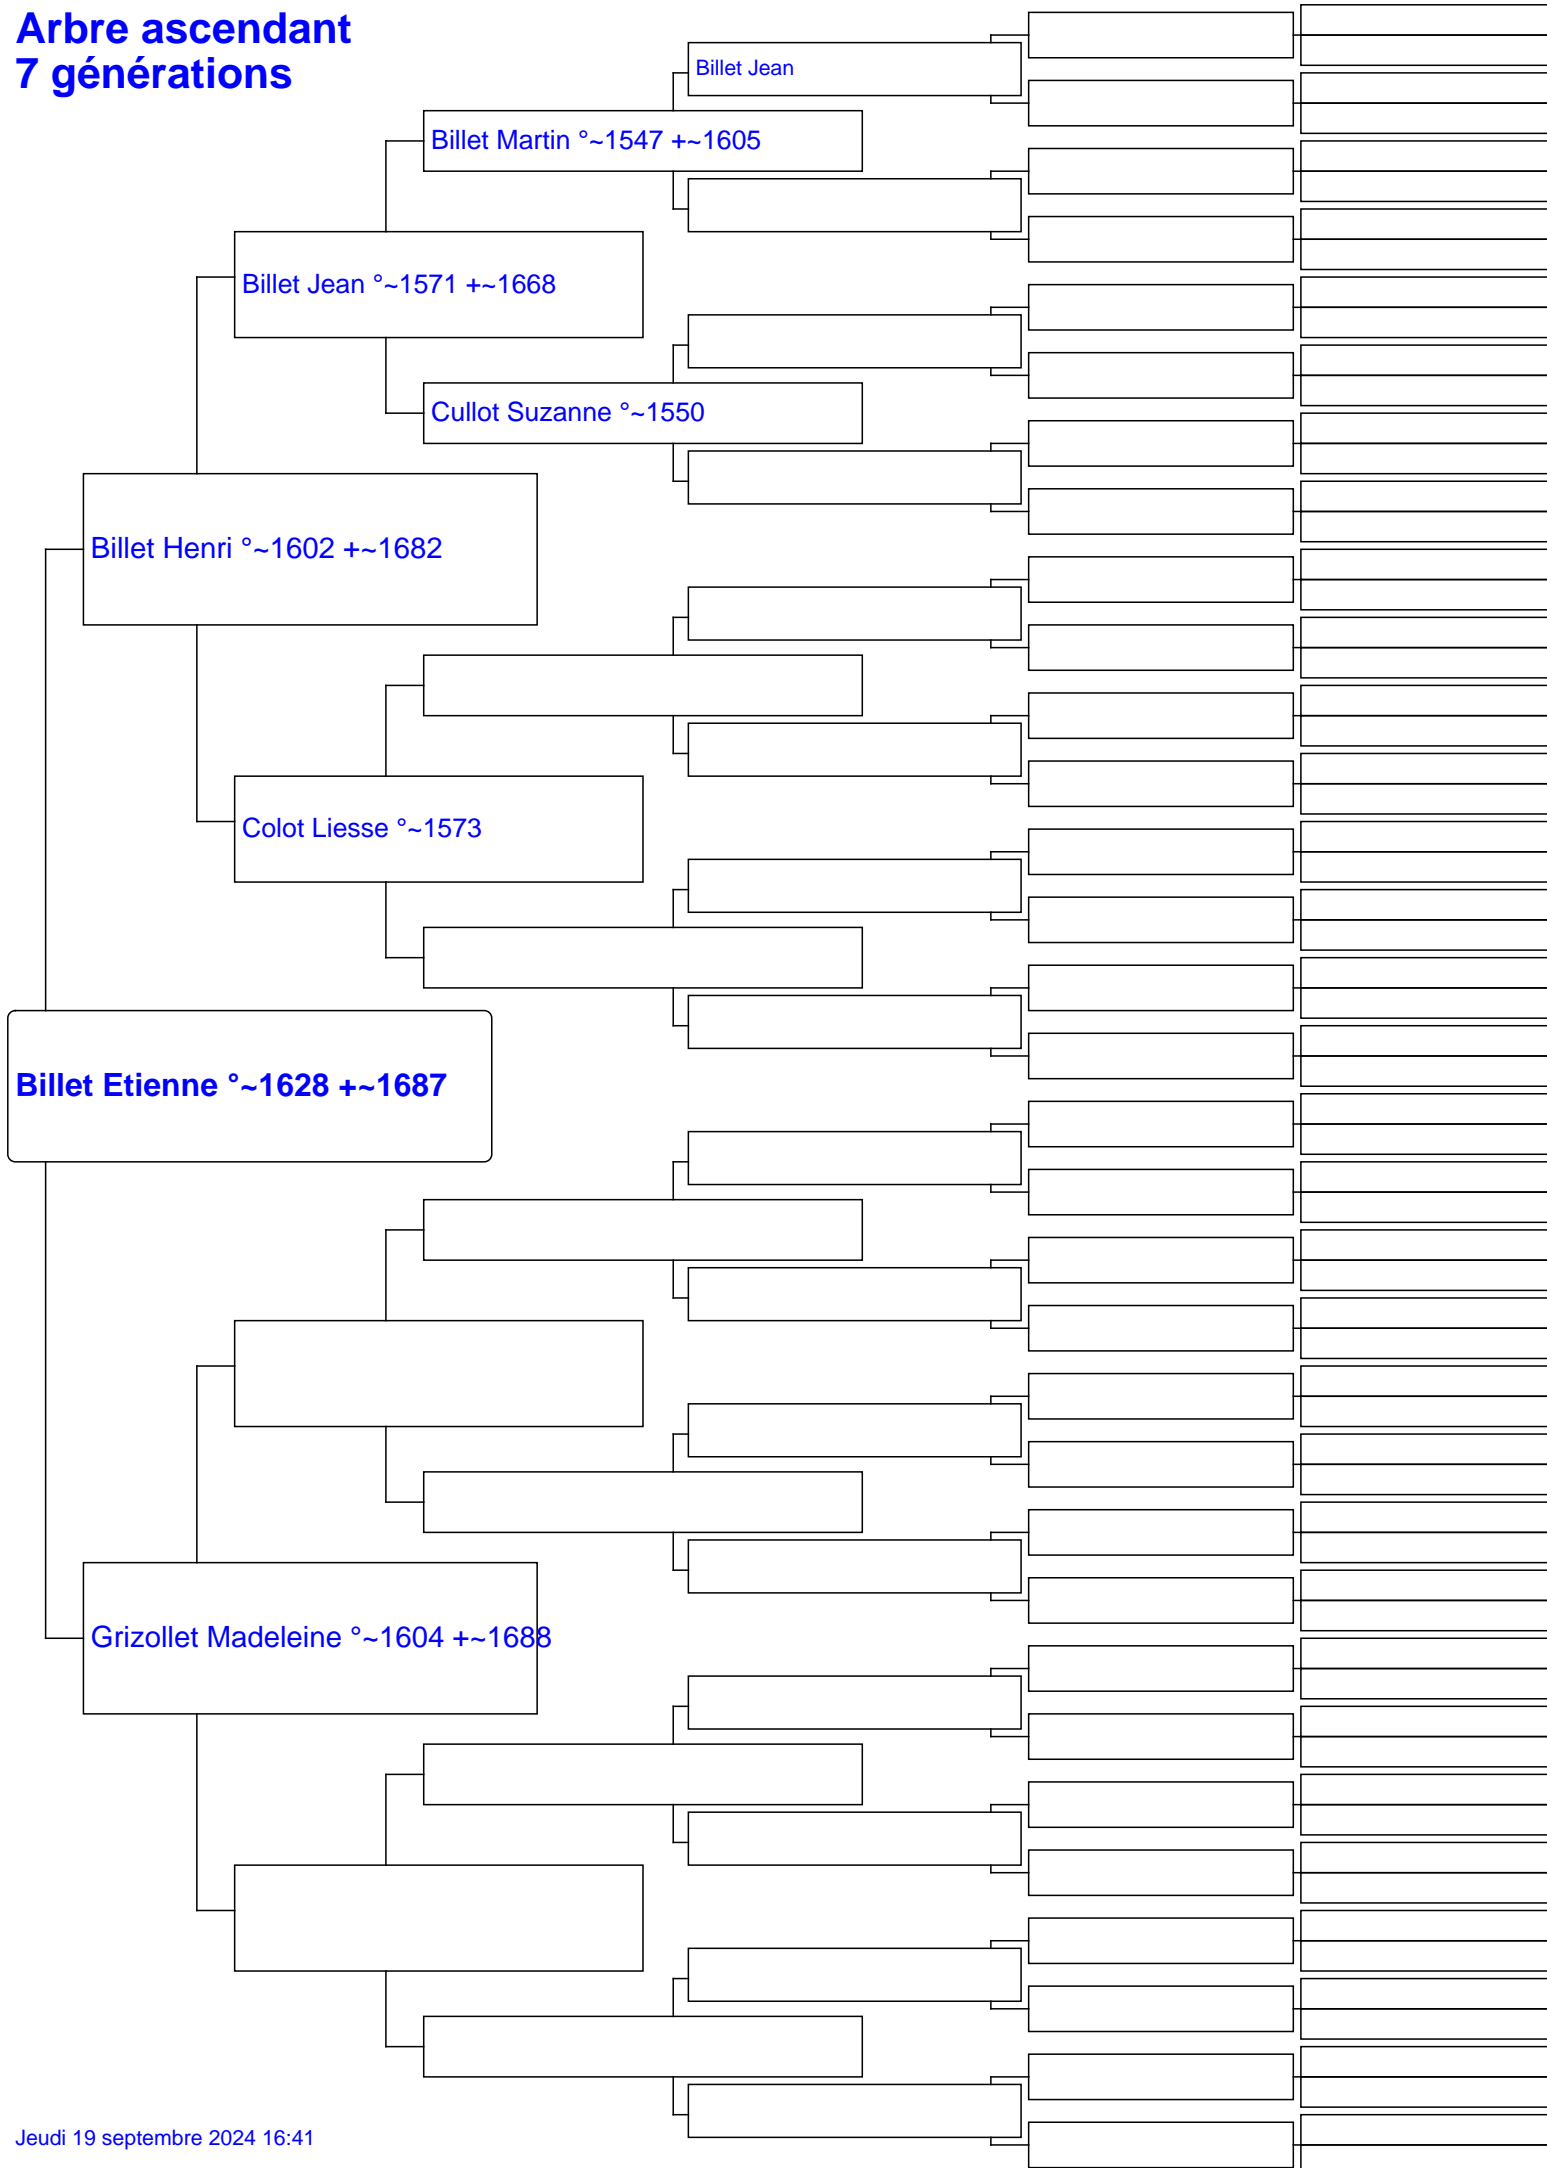 Arbre ascendant
7 générations
Billet Jean
Billet Martin °~1547 +~1605
Billet Jean °~1571 +~1668
Cullot Suzanne °~1550
Billet Henri °~1602 +~1682
Colot Liesse °~1573
Billet Etienne °~1628 +~1687
Grizollet Madeleine °~1604 +~1688
Jeudi 19 septembre 2024 16:41